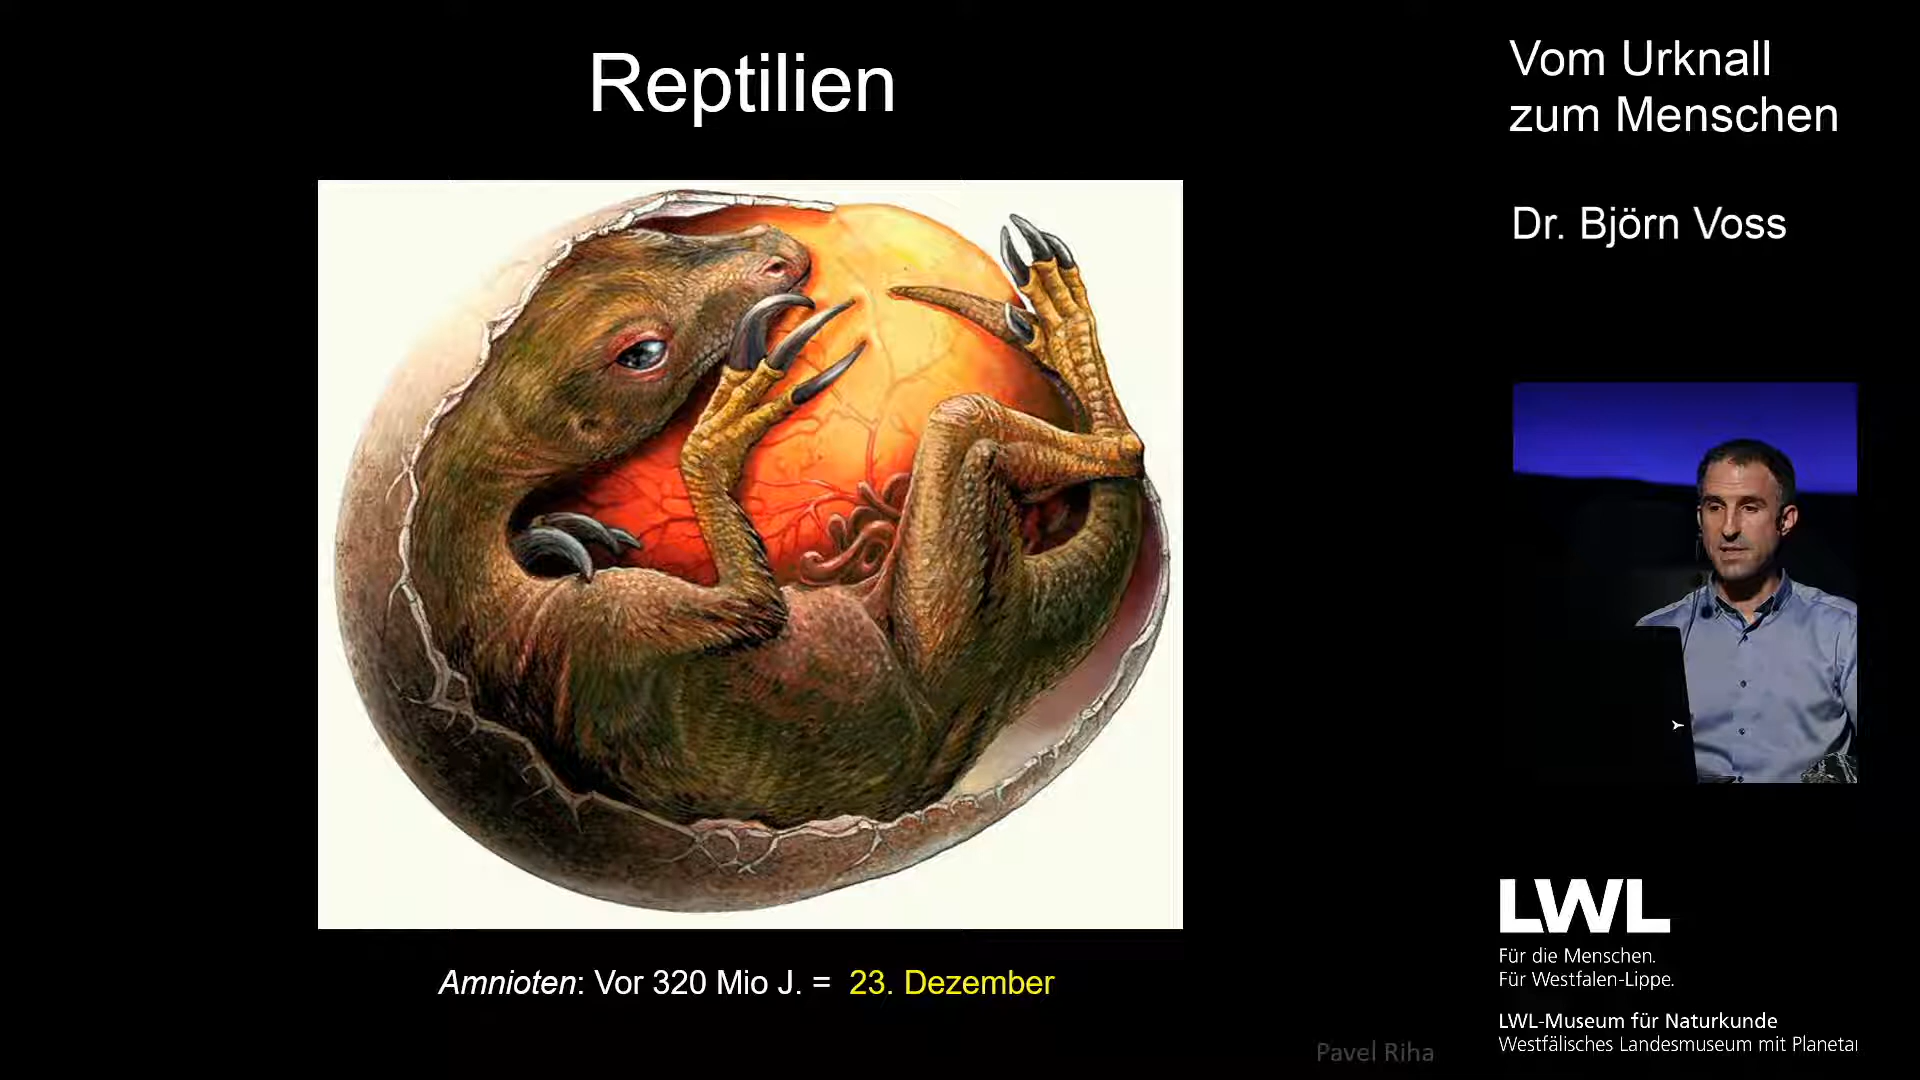 Reptilien
Amnioten: Vor 320 Mio J. = 23. Dezember
Pavel Riha
Vom Urknall
zum Menschen
Dr. Björn Voss
LWL
Für die Menschen.
Für Westfalen-Lippe.
LWL-Museum für Naturkunde
Westfälisches Landesmuseum mit Planetar